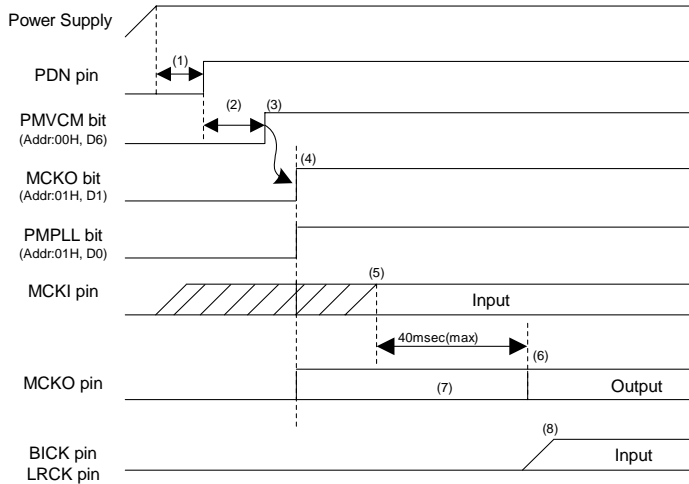 Power Supply
(1)
PDN pin
(2)
(3)
PMVCM bit
(Addr:00H, D6)
(4)
MCKO bit
(Addr:01H, D1)
PMPLL bit
(Addr:01H, D0)
(5)
MCKI pin
Input
40msec(max)
(6)
MCKO pin
(7)
Output
(8)
BICK pin
LRCK pin
Input